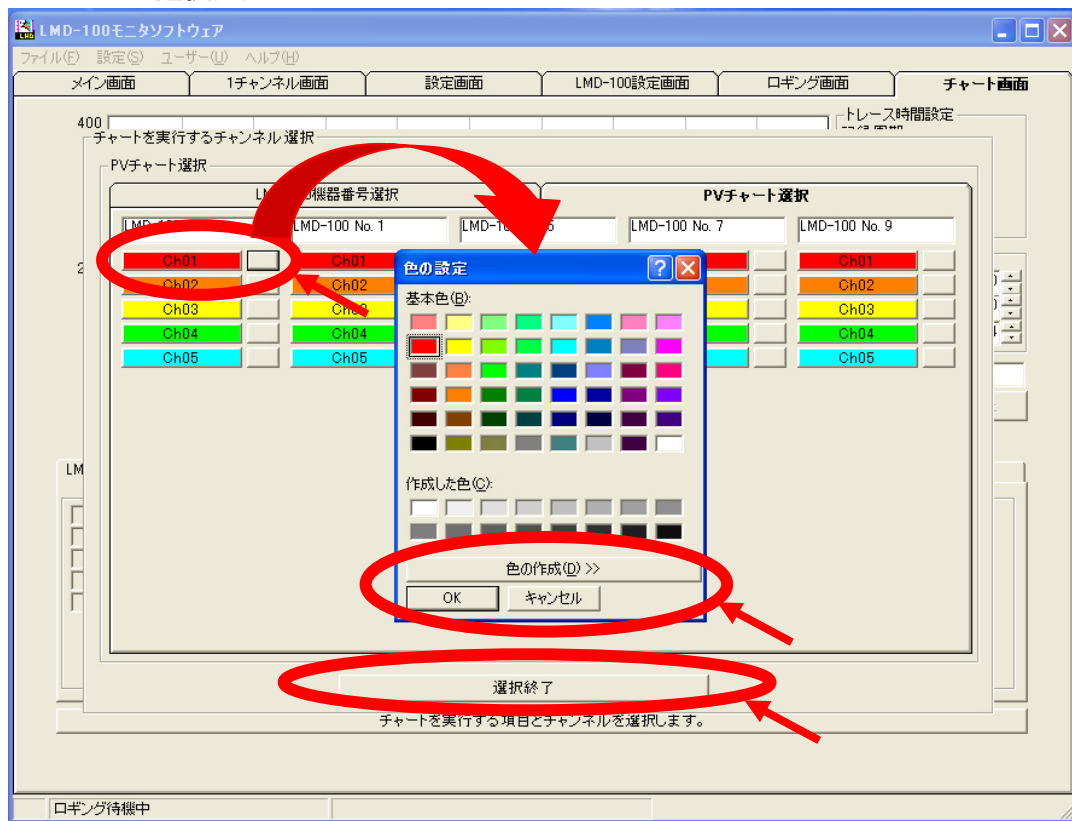 LMD-100モニタソフトウェア
ファイル(F) 設定(S) ユーザー(U) ヘルプ(H)
メイン画面 1チャンネル画面 設定画面 LMD-100設定画面 ロギング画面 チャート画面
400 トレース時間設定
チャートを実行するチャンネル選択
PVチャート選択
機器番号選択 PVチャート選択
LMD-100 No. 1 LMD-100 No. 7 LMD-100 No. 9
Ch01 Ch01 Ch01
Ch02 Ch02 Ch02
Ch03 Ch03
Ch04 Ch04 Ch04
Ch05 Ch05 Ch05
色の設定
基本色(B):
作成した色(C):
色の作成(D) >>
OK キャンセル
LM
選択終了
チャートを実行する項目とチャンネルを選択します。
ロギング待機中